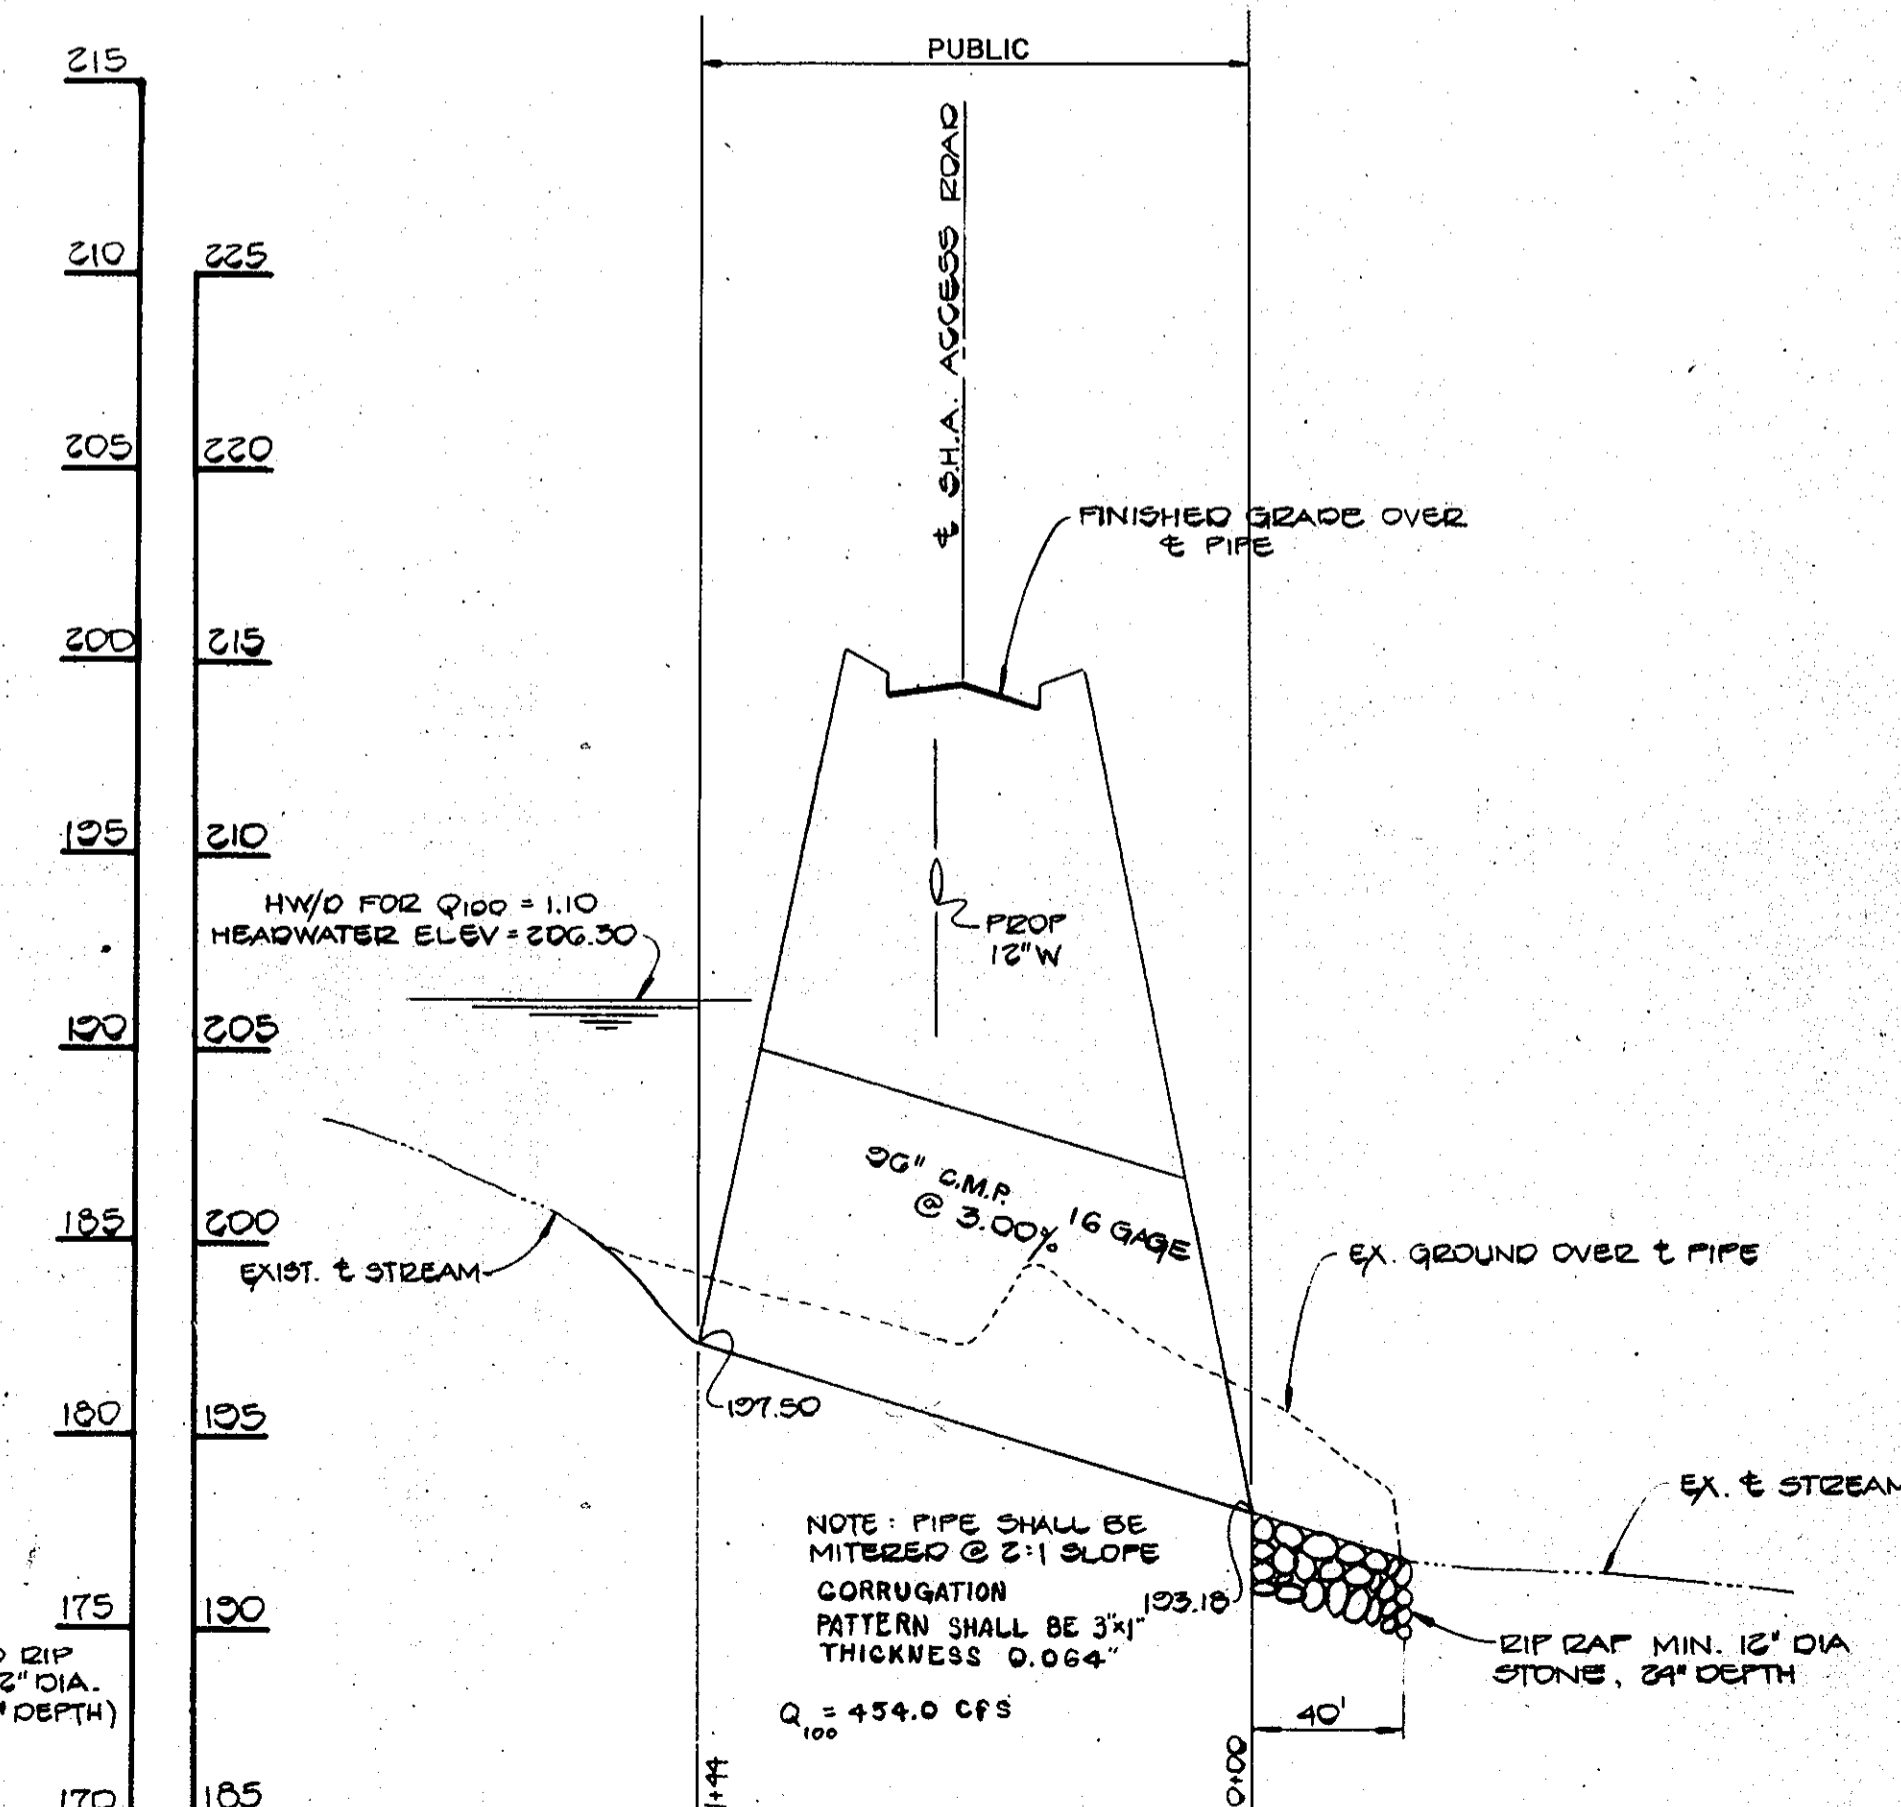 PUBLIC
215
210
205
200
195
190
185
180
175
170
225
220
215
210
205
200
195
190
185
℄ S.H.A. ACCESS ROAD
FINISHED GRADE OVER
℄ PIPE
HW/D FOR Q100 = 1.10
HEADWATER ELEV = 206.30
PROP
12"W
96" C.M.P.
@ 3.00%
16 GAGE
EXIST. ℄ STREAM
EX. GROUND OVER ℄ PIPE
197.50
EX. ℄ STREAM
NOTE: PIPE SHALL BE
MITERED @ 2:1 SLOPE
CORRUGATION
PATTERN SHALL BE 3"x1"
THICKNESS 0.064"
193.18
Q100 = 454.0 CFS
RIP RAP MIN. 12" DIA
STONE, 24" DEPTH
40'
RIP
2" DIA.
" DEPTH)
1+44
0+00